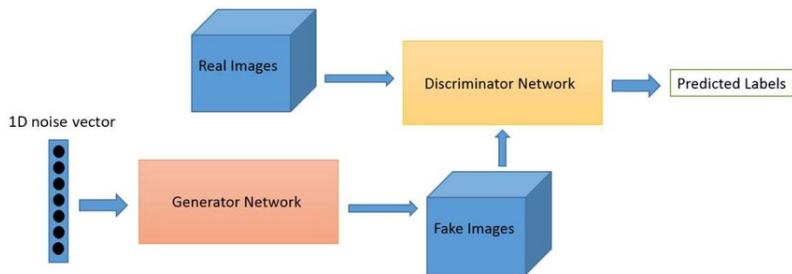 Real Images
Discriminator Network
Predicted Labels
1D noise vector
Generator Network
Fake Images